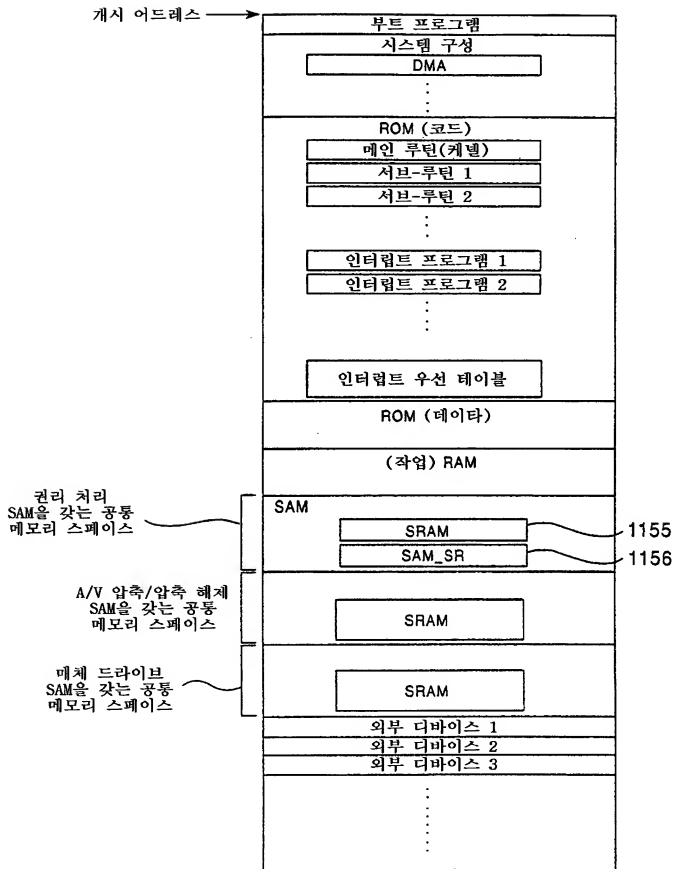 개시 어드레스
부트 프로그램
시스템 구성
DMA
ROM (코드)
메인 루틴(케넬)
서브-루틴 1
서브-루틴 2
인터럽트 프로그램 1
인터럽트 프로그램 2
인터럽트 우선 테이블
ROM (데이타)
(작업) RAM
권리 처리
SAM을 갖는 공통
메모리 스페이스
SAM
SRAM
1155
SAM_SR
1156
A/V 압축/압축 해제
SAM을 갖는 공통
메모리 스페이스
SRAM
매체 드라이브
SAM을 갖는 공통
메모리 스페이스
SRAM
외부 디바이스 1
외부 디바이스 2
외부 디바이스 3